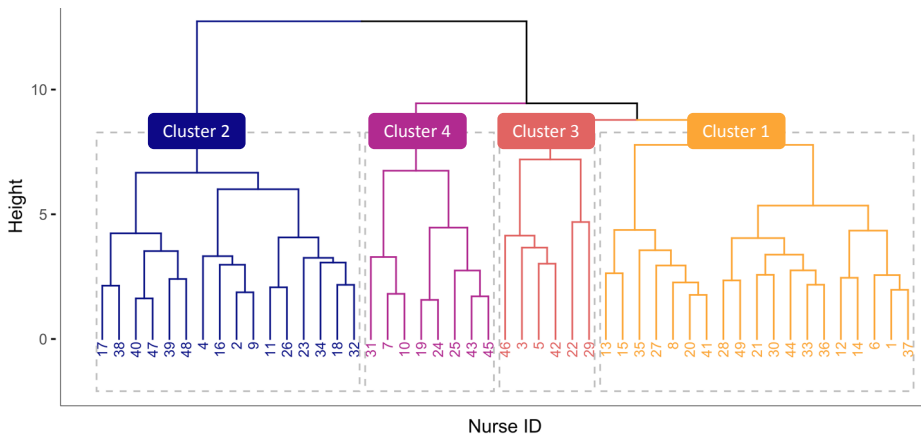 10
Cluster 2
Cluster 4
Cluster 3
Cluster 1
5
0
Height
17 38 40 47 39 48 4 16 2 9 11 26 23 34 18 32 31 7 10 19 24 25 43 45 46 3 5 42 22 29 13 15 35 27 8 20 41 28 49 21 30 44 33 36 12 14 6 1 37
Nurse ID